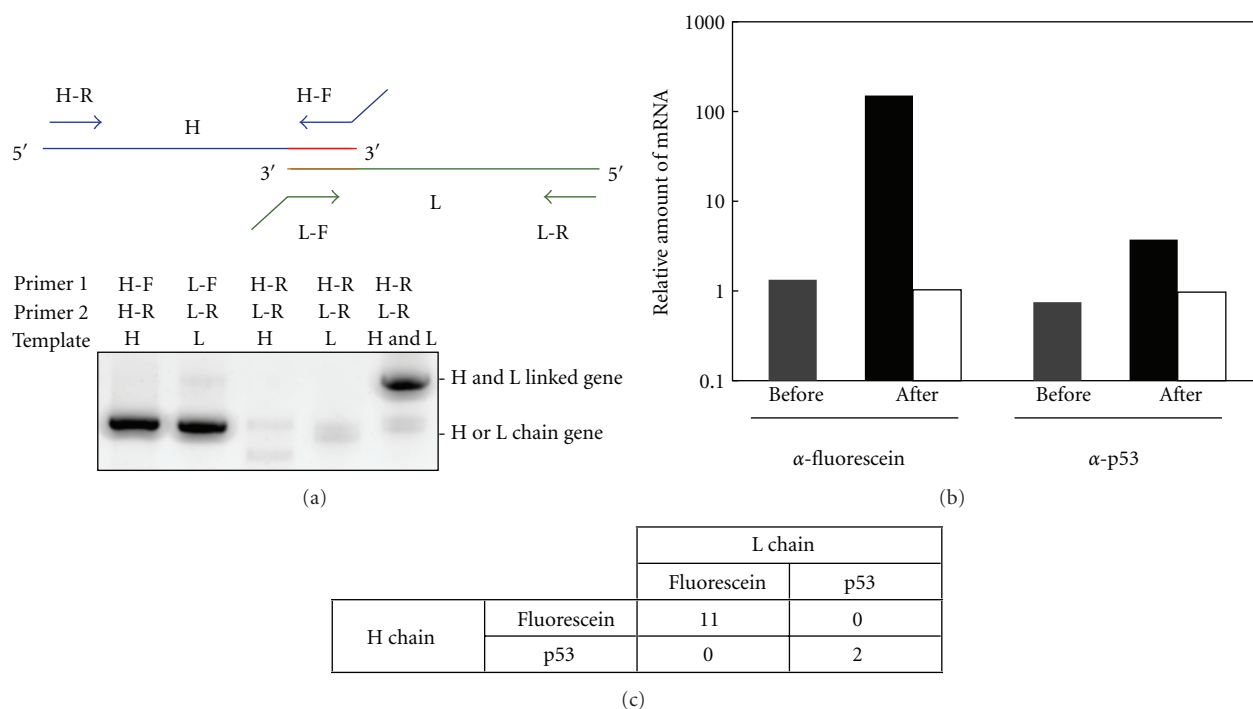 H-R
H-F
H
5′
3′
3′
5′
L
L-F
L-R
Primer 1 H-F L-F H-R H-R H-R
Primer 2 H-R L-R L-R L-R L-R
Template H L H L H and L
H and L linked gene
H or L chain gene
(a)
Relative amount of mRNA
1000
100
10
1
0.1
Before After Before After
α-fluorescein α-p53
(b)
L chain
Fluorescein p53
H chain
Fluorescein 11 0
p53 0 2
(c)